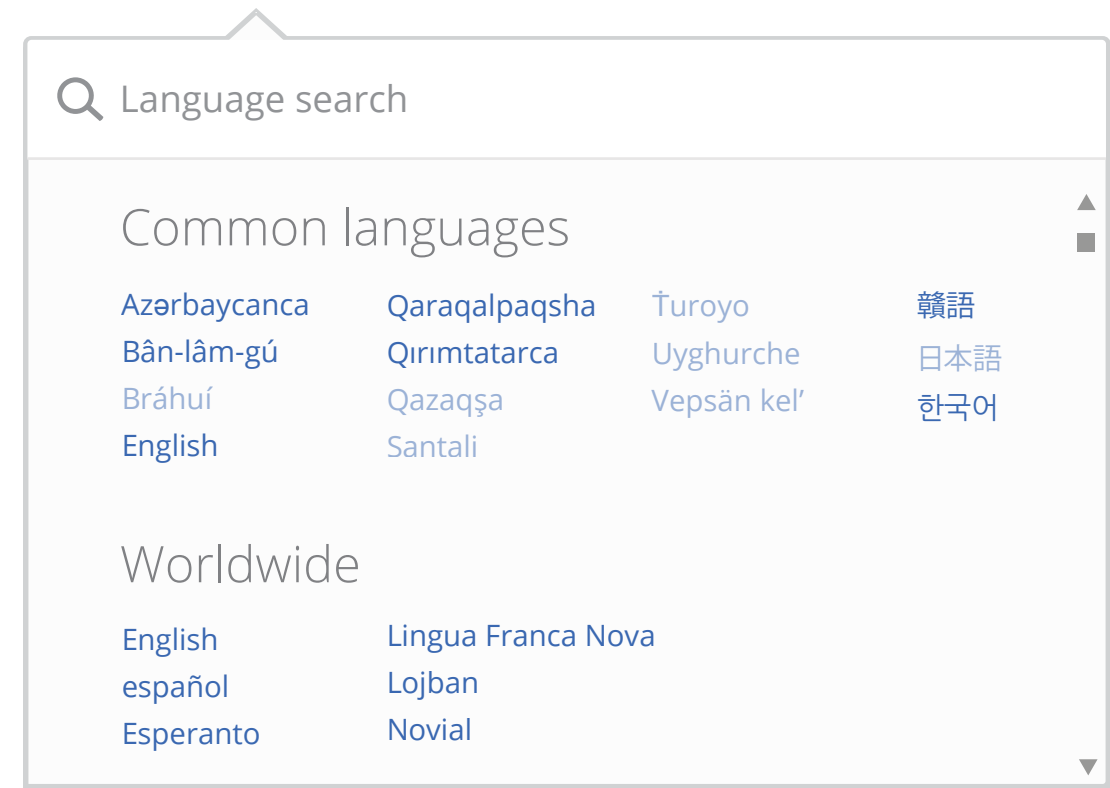 Language search
Common languages
Azərbaycanca
Bân-lâm-gú
Bráhuí
English
Qaraqalpaqsha
Qırımtatarca
Qazaqşa
Santali
Ṫuroyo
Uyghurche
Vepsän kel’
贛語
日本語
한국어
Worldwide
English
español
Esperanto
Lingua Franca Nova
Lojban
Novial